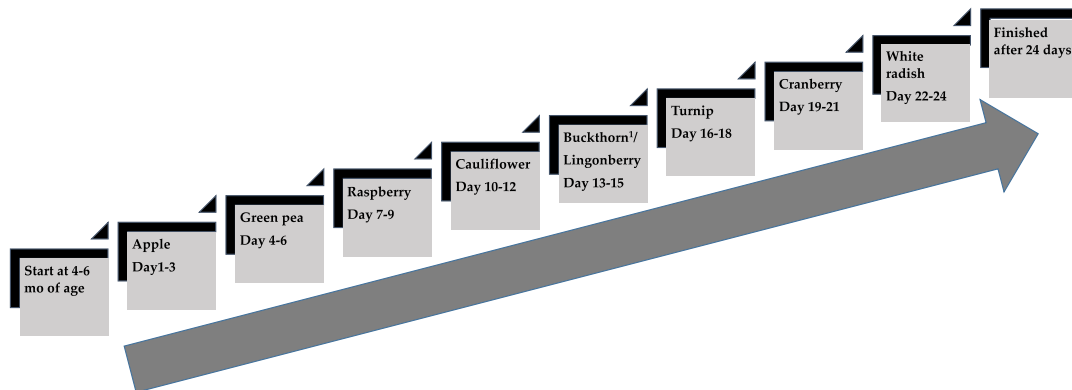 Start at 4-6
mo of age
Apple
Day1-3
Green pea
Day 4-6
Raspberry
Day 7-9
Cauliflower
Day 10-12
Buckthorn¹/
Lingonberry
Day 13-15
Turnip
Day 16-18
Cranberry
Day 19-21
White
radish
Day 22-24
Finished
after 24 days